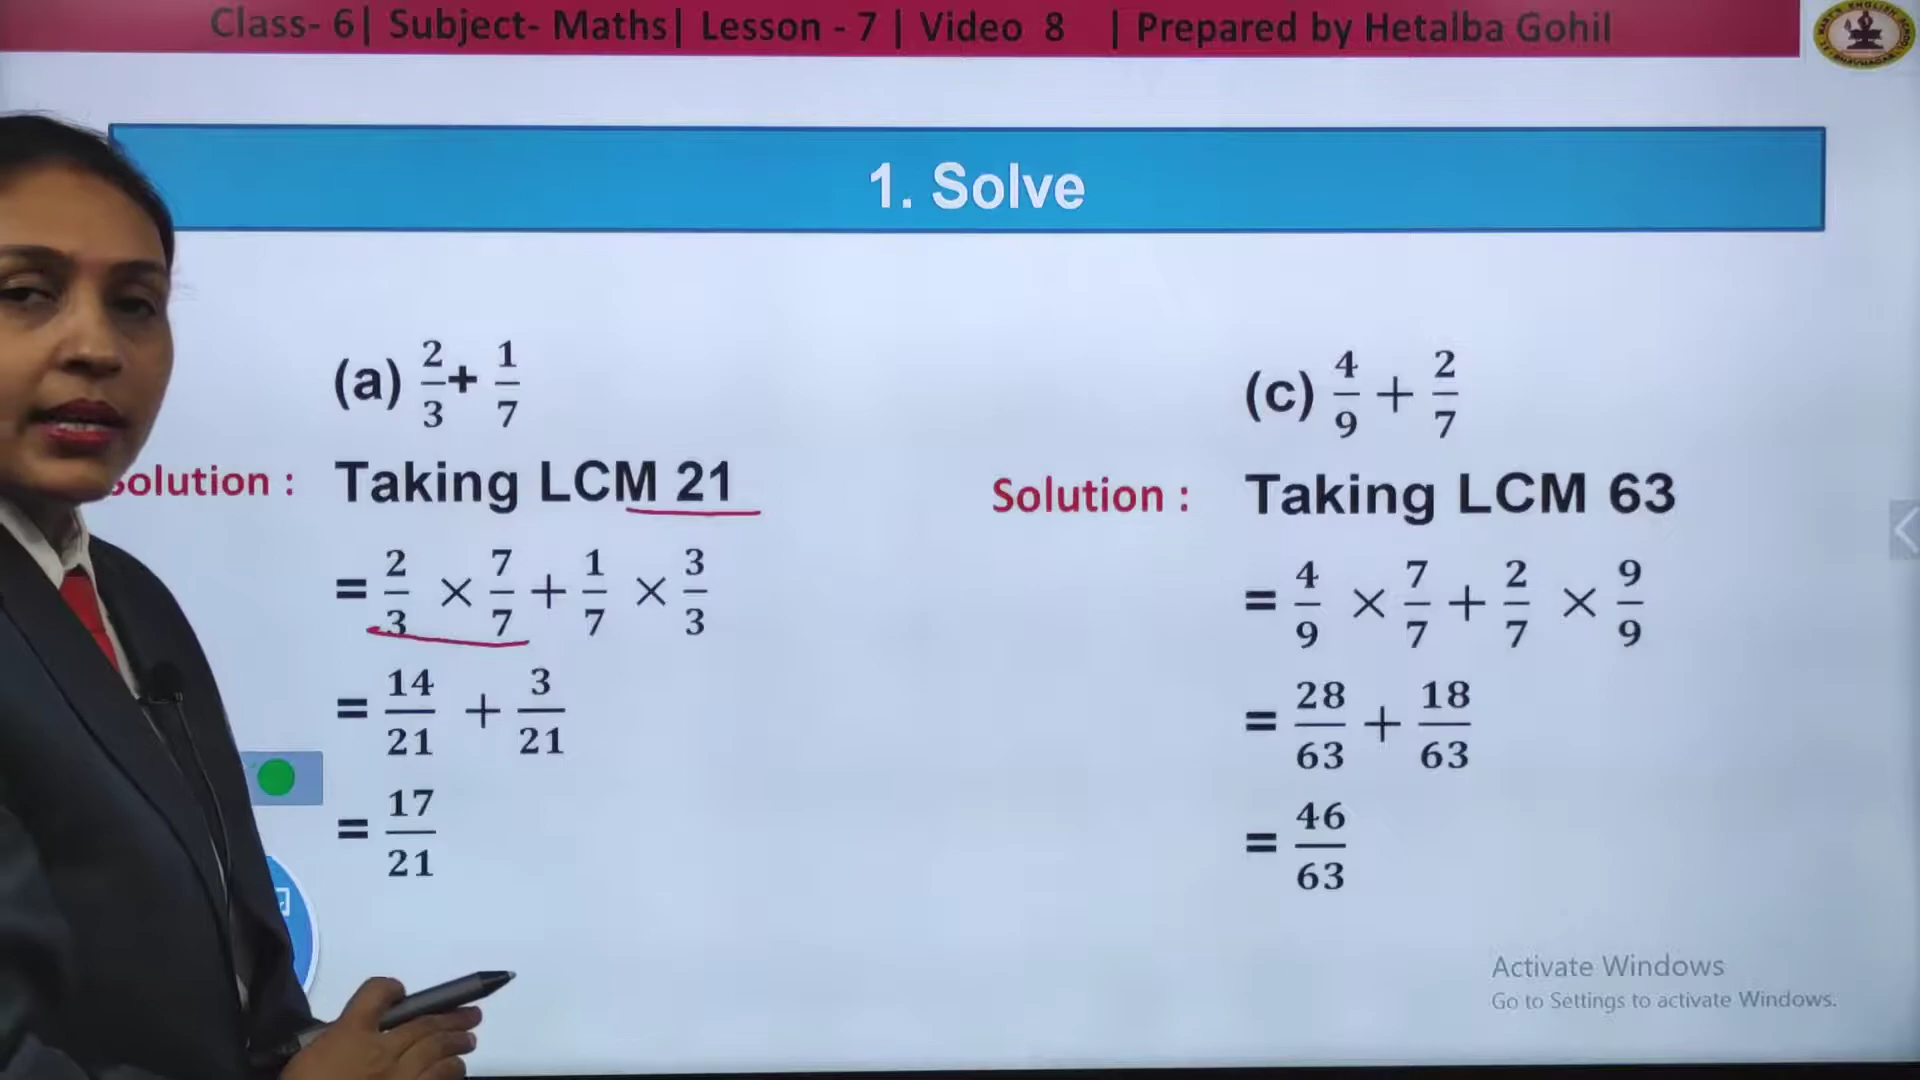 Class- 6| Subject- Maths| Lesson - 7 | Video 8 | Prepared by Hetalba Gohil
1. Solve
(a) 2/3 + 1/7
Solution : Taking LCM 21
= 2/3 × 7/7 + 1/7 × 3/3
= 14/21 + 3/21
= 17/21
(c) 4/9 + 2/7
Solution : Taking LCM 63
= 4/9 × 7/7 + 2/7 × 9/9
= 28/63 + 18/63
= 46/63
Activate Windows
Go to Settings to activate Windows.